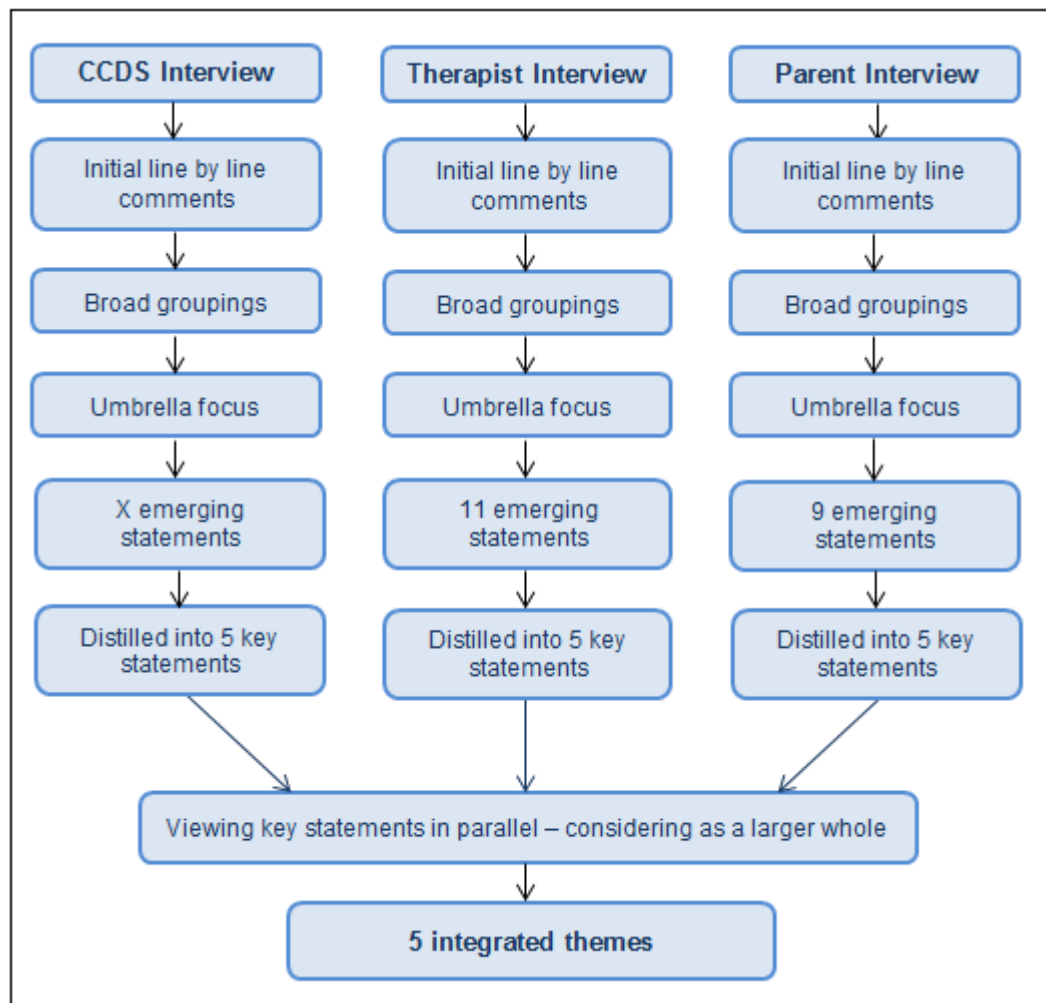 CCDS Interview
Therapist Interview
Parent Interview
Initial line by line
comments
Initial line by line
comments
Initial line by line
comments
Broad groupings
Broad groupings
Broad groupings
Umbrella focus
Umbrella focus
Umbrella focus
X emerging
statements
11 emerging
statements
9 emerging
statements
Distilled into 5 key
statements
Distilled into 5 key
statements
Distilled into 5 key
statements
Viewing key statements in parallel – considering as a larger whole
5 integrated themes